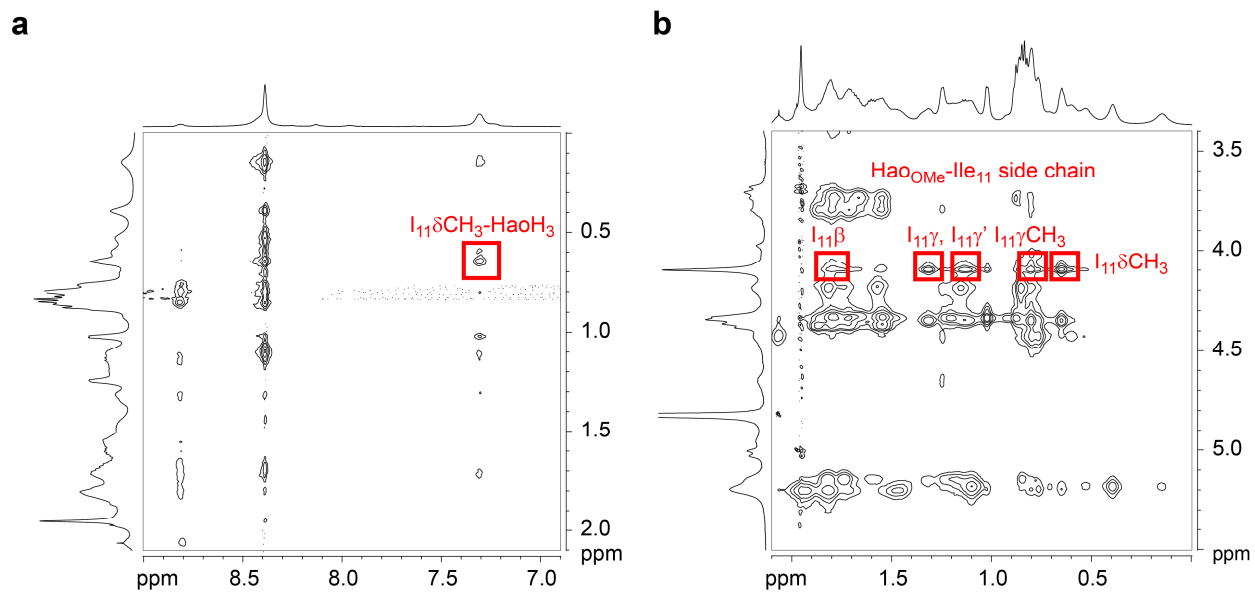 a
b
I₁₁δCH₃-HaoH₃
0.5
1.0
1.5
2.0
ppm
ppm
8.5
8.0
7.5
7.0
Hao_OMe-Ile₁₁ side chain
I₁₁β
I₁₁γ, I₁₁γ' I₁₁γCH₃
I₁₁δCH₃
3.5
4.0
4.5
5.0
ppm
ppm
1.5
1.0
0.5